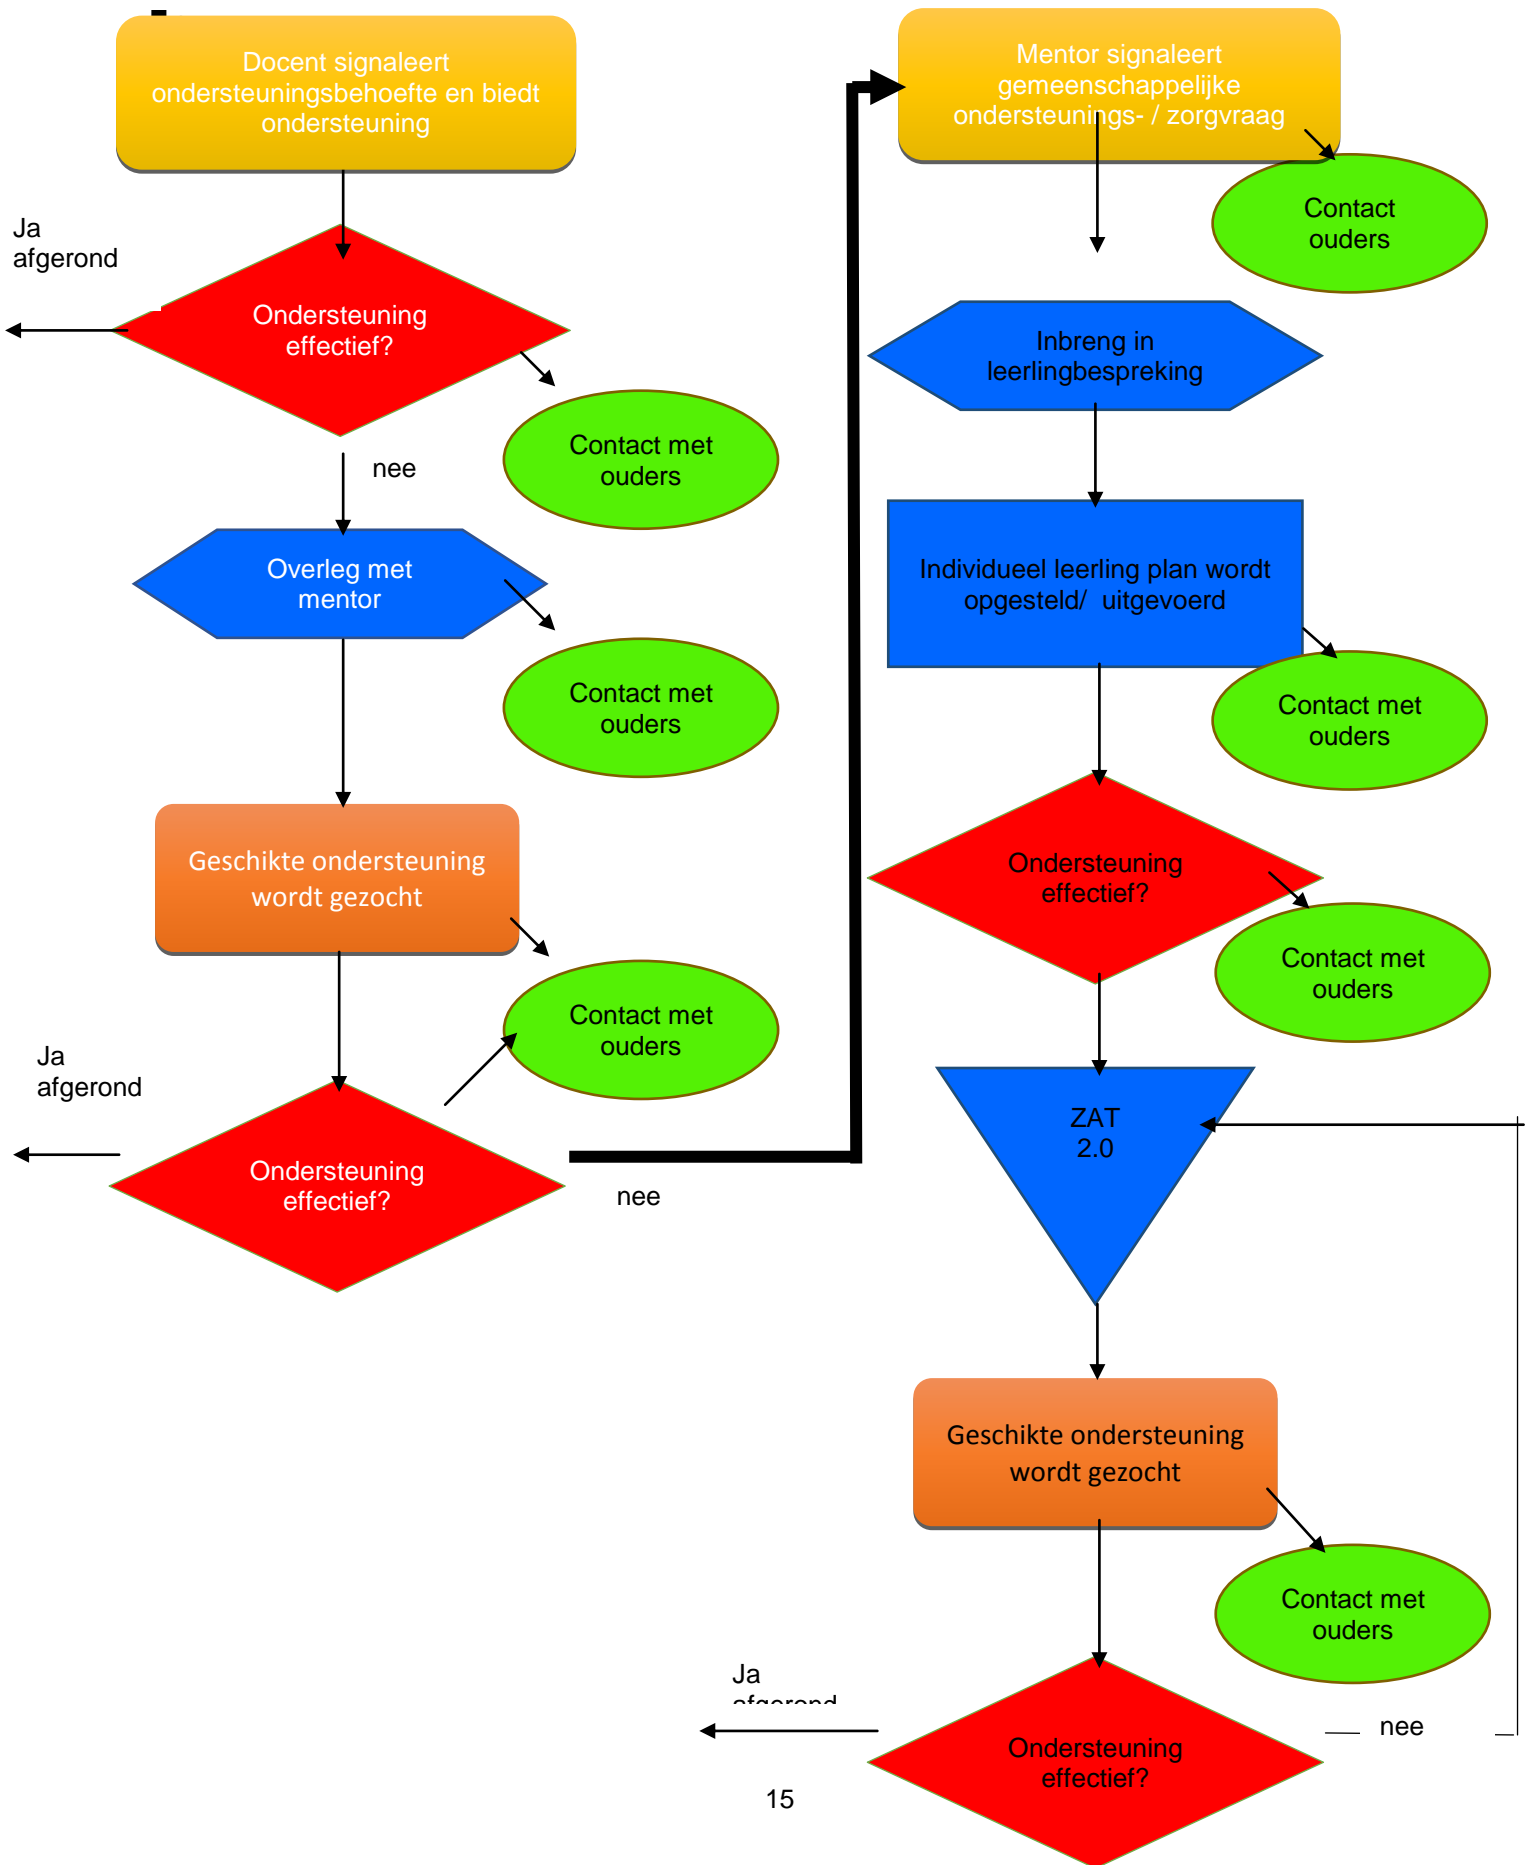 Docent signaleert
ondersteuningsbehoefte en biedt
ondersteuning
Ja
afgerond
Ondersteuning
effectief?
Contact met
ouders
nee
Overleg met
mentor
Contact met
ouders
Geschikte ondersteuning
wordt gezocht
Contact met
ouders
Ja
afgerond
Ondersteuning
effectief?
nee
Mentor signaleert
gemeenschappelijke
ondersteunings- / zorgvraag
Contact
ouders
Inbreng in
leerlingbespreking
Individueel leerling plan wordt
opgesteld/ uitgevoerd
Contact met
ouders
Ondersteuning
effectief?
Contact met
ouders
ZAT
2.0
Geschikte ondersteuning
wordt gezocht
Contact met
ouders
Ja
afgerond
nee
Ondersteuning
effectief?
15